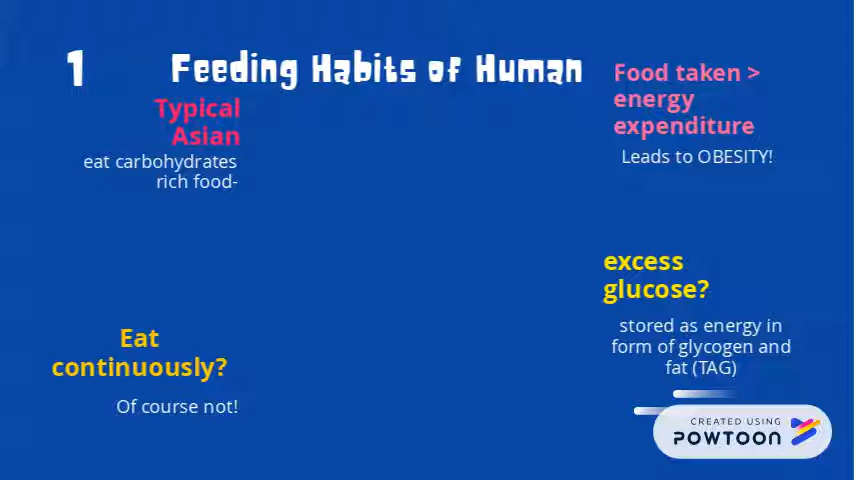 1 Feeding Habits of Human
Typical
Asian
eat carbohydrates
rich food-
Food taken >
energy
expenditure
Leads to OBESITY!
Eat
continuously?
Of course not!
excess
glucose?
stored as energy in
form of glycogen and
fat (TAG)
CREATED USING
POWTOON